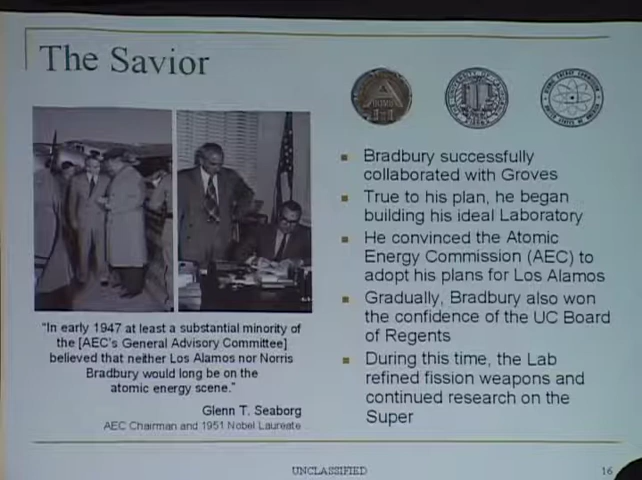 The Savior
Bradbury successfully
collaborated with Groves
True to his plan, he began
building his ideal Laboratory
He convinced the Atomic
Energy Commission (AEC) to
adopt his plans for Los Alamos
Gradually, Bradbury also won
the confidence of the UC Board
of Regents
During this time, the Lab
refined fission weapons and
continued research on the
Super
"In early 1947 at least a substantial minority of
the [AEC's General Advisory Committee]
believed that neither Los Alamos nor Norris
Bradbury would long be on the
atomic energy scene."
Glenn T. Seaborg
AEC Chairman and 1951 Nobel Laureate
UNCLASSIFIED
16